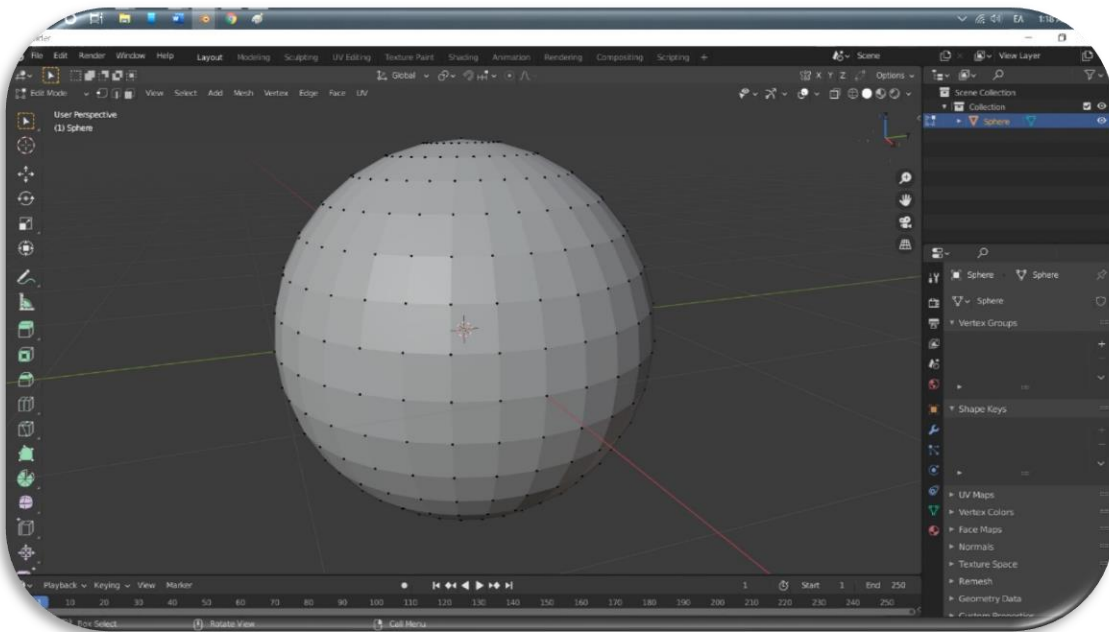 EA 1:18
File Edit Render Window Help Layout Modeling Sculpting UV Editing Texture Paint Shading Animation Rendering Compositing Scripting + Scene View Layer
Global X Y Z Options
Edit Mode View Select Add Mesh Vertex Edge Face UV
User Perspective
(1) Sphere
Scene Collection
Collection
Sphere
Sphere Sphere
Sphere
Vertex Groups
Shape Keys
UV Maps
Vertex Colors
Face Maps
Normals
Texture Space
Remesh
Geometry Data
Custom Properties
Playback Keying View Marker 1 Start 1 End 250
10 20 30 40 50 60 70 80 90 100 110 120 130 140 150 160 170 180 190 200 210 220 230 240 250
Box Select Rotate View Call Menu